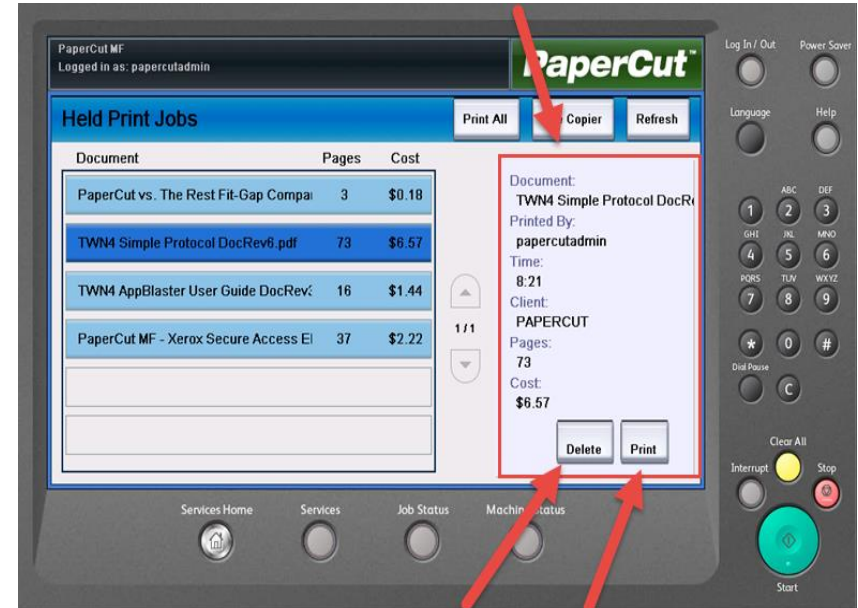 PaperCut MF
Logged in as: papercutadmin
PaperCut™
Log In / Out
Power Saver
Held Print Jobs
Print All
Copier
Refresh
Language
Help
Document
Pages
Cost
PaperCut vs. The Rest Fit-Gap Compa
3
$0.18
TWN4 Simple Protocol DocRev6.pdf
73
$6.57
TWN4 AppBlaster User Guide DocRev
16
$1.44
PaperCut MF - Xerox Secure Access El
37
$2.22
1/1
Document:
TWN4 Simple Protocol DocRe
Printed By:
papercutadmin
Time:
8:21
Client:
PAPERCUT
Pages:
73
Cost:
$6.57
Delete
Print
ABC
DEF
1
2
3
GHI
JKL
MNO
4
5
6
PQRS
TUV
WXYZ
7
8
9
*
0
#
Dial Pause
C
Clear All
Interrupt
Stop
Services Home
Services
Job Status
Machine Status
Start